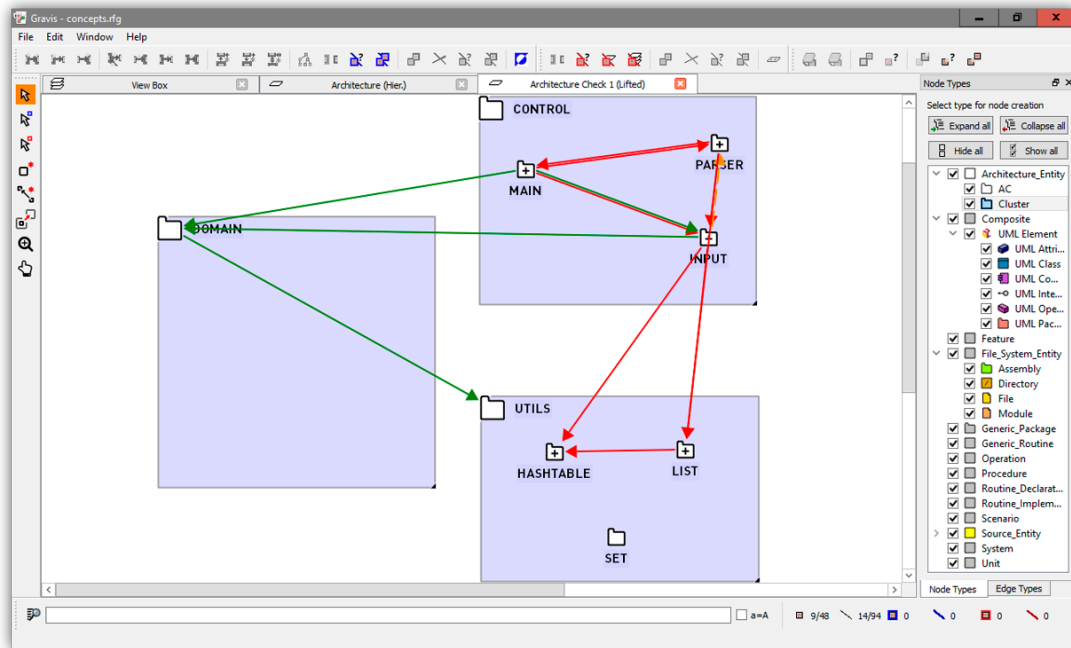 Gravis - concepts.rfg
File Edit Window Help
View Box
Architecture (Hier.)
Architecture Check 1 (Lifted)
CONTROL
PARSER
MAIN
DOMAIN
INPUT
UTILS
HASHTABLE
LIST
SET
Node Types
Select type for node creation
Expand all Collapse all
Hide all Show all
Architecture_Entity
AC
Cluster
Composite
UML Element
UML Attri...
UML Class
UML Co...
UML Inte...
UML Ope...
UML Pac...
Feature
File_System_Entity
Assembly
Directory
File
Module
Generic_Package
Generic_Routine
Operation
Procedure
Routine_Declarat...
Routine_Implem...
Scenario
Source_Entity
System
Unit
Node Types Edge Types
a=A 9/48 14/94 0 0 0 0